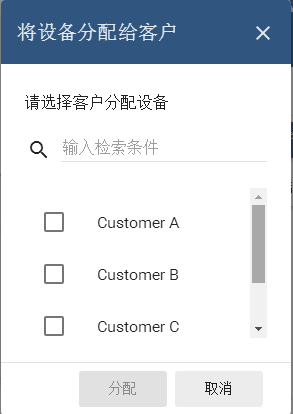 将设备分配给客户
请选择客户分配设备
输入检索条件
Customer A
Customer B
Customer C
分配
取消